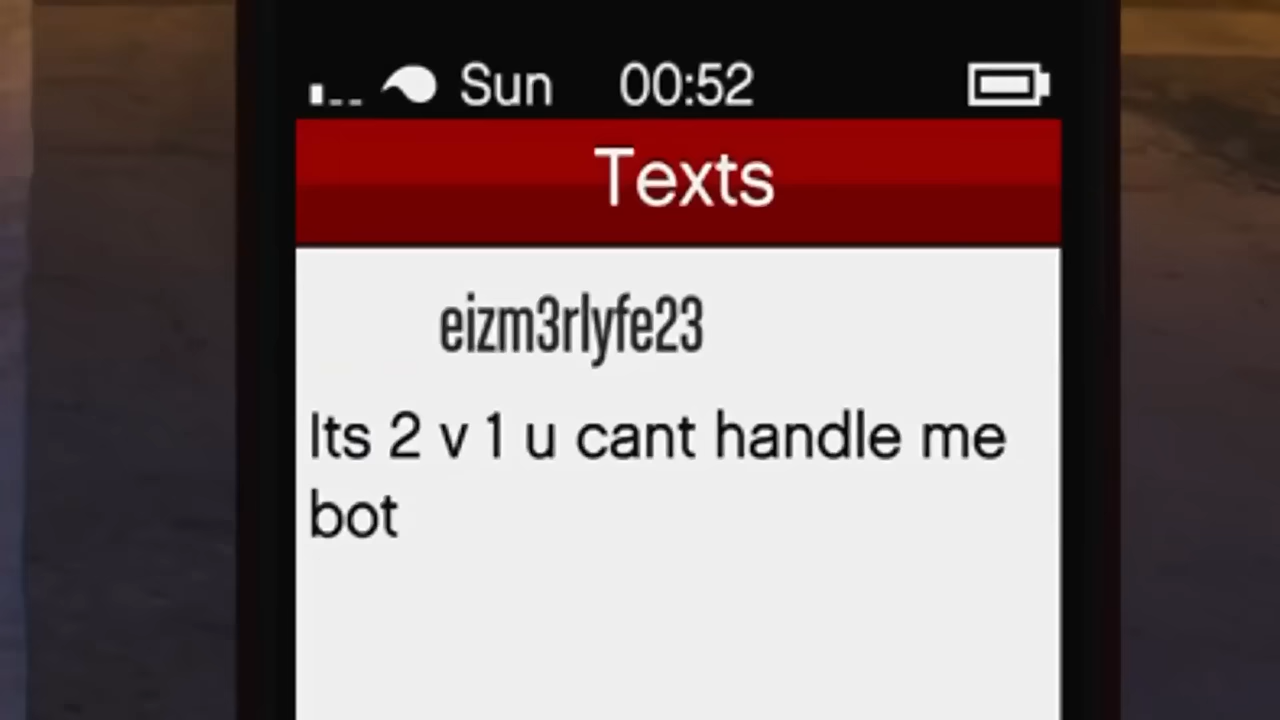 Sun 00:52
Texts
eizm3rlyfe23
Its 2 v 1 u cant handle me
bot